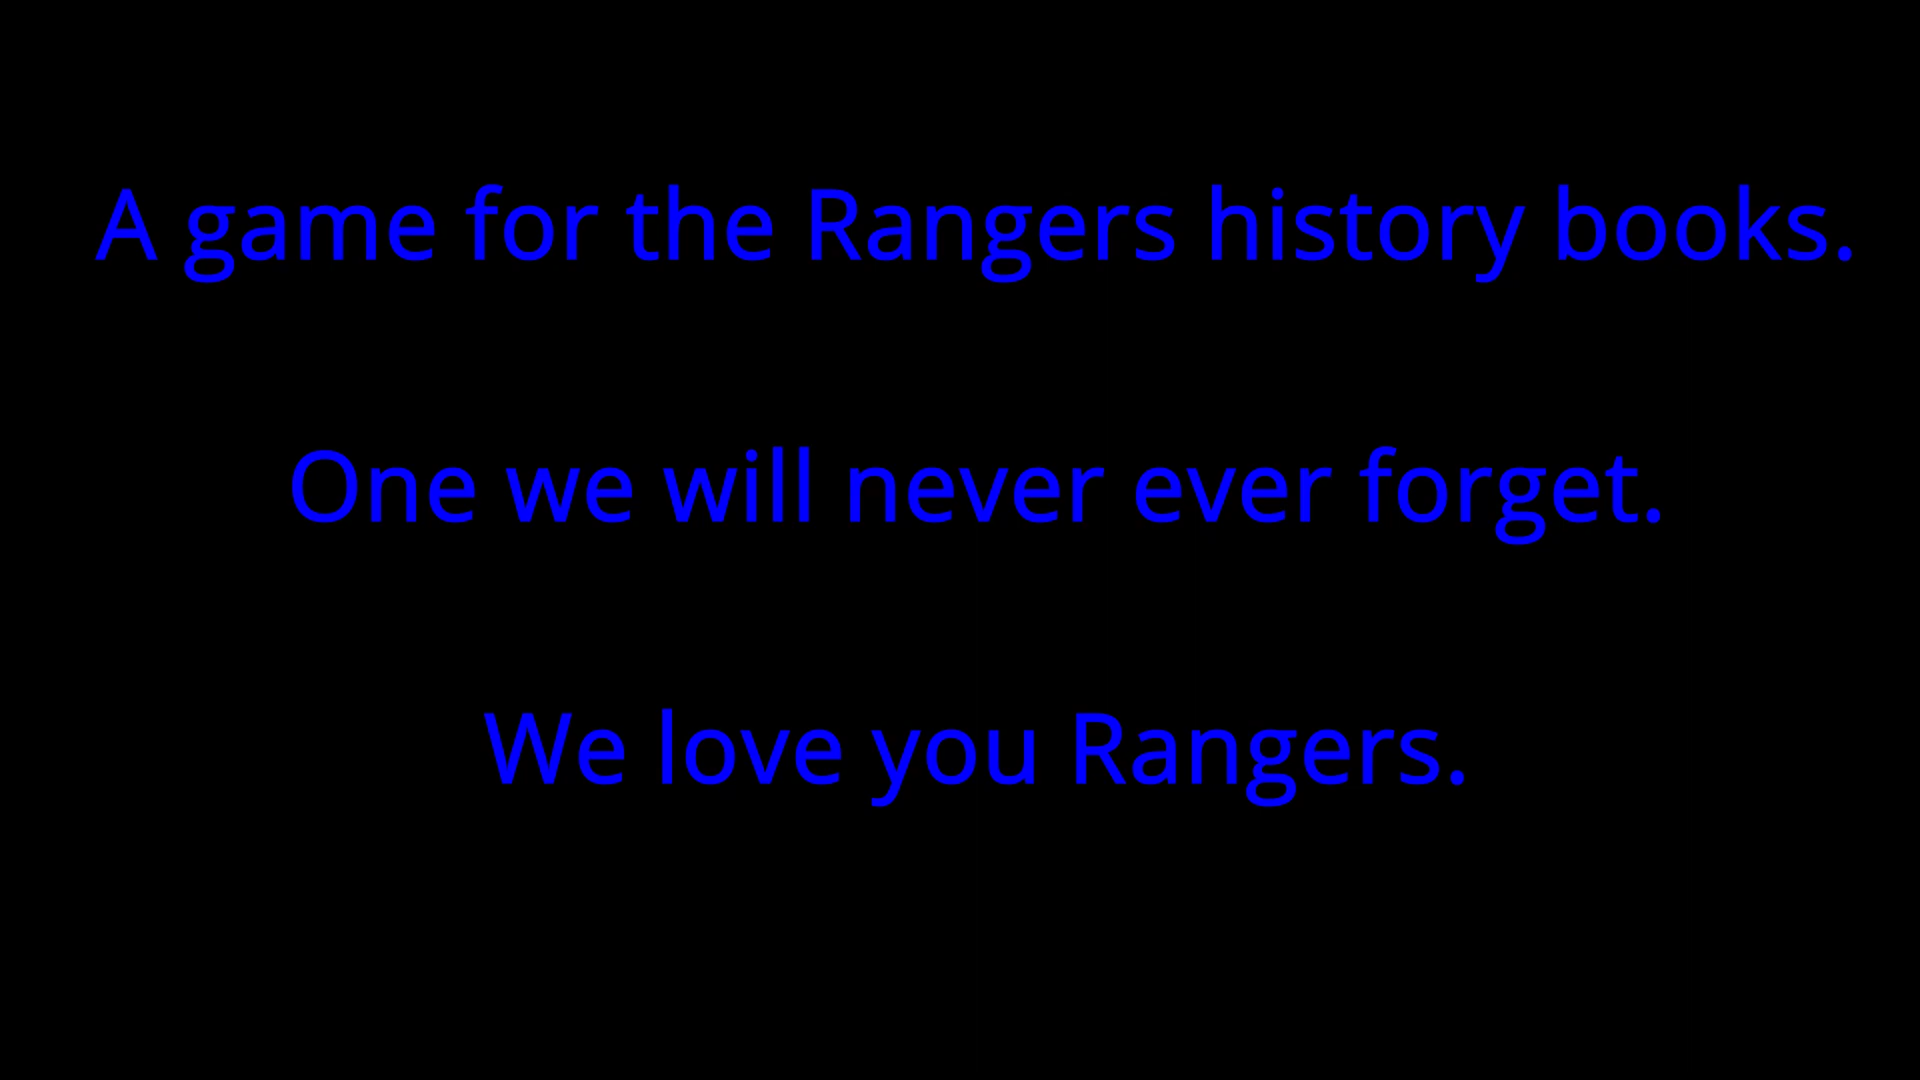 A game for the Rangers history books.
One we will never ever forget.
We love you Rangers.